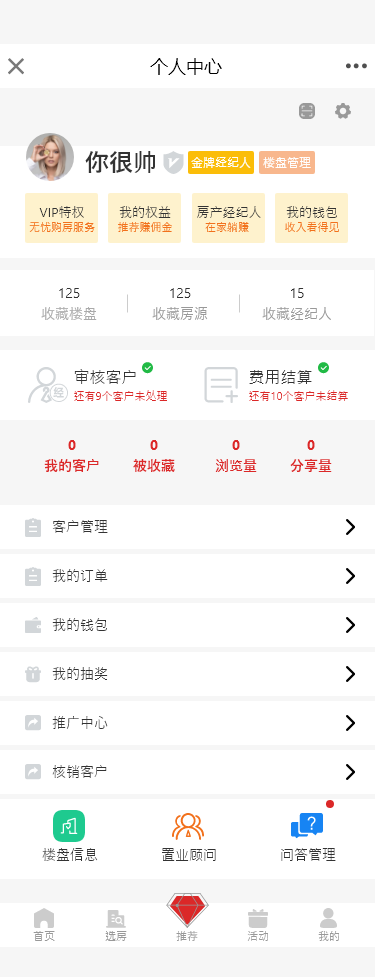 个人中心
你很帅 金牌经纪人 楼盘管理
VIP特权 我的权益 房产经纪人 我的钱包
无忧购房服务 推荐赚佣金 在家躺赚 收入看得见
125 125 15
收藏楼盘 收藏房源 收藏经纪人
审核客户 费用结算
经 还有9个客户未处理 还有10个客户未结算
0 0 0 0
我的客户 被收藏 浏览量 分享量
客户管理
我的订单
我的钱包
我的抽奖
推广中心
核销客户
楼盘信息 置业顾问 问答管理
首页 选房 推荐 活动 我的